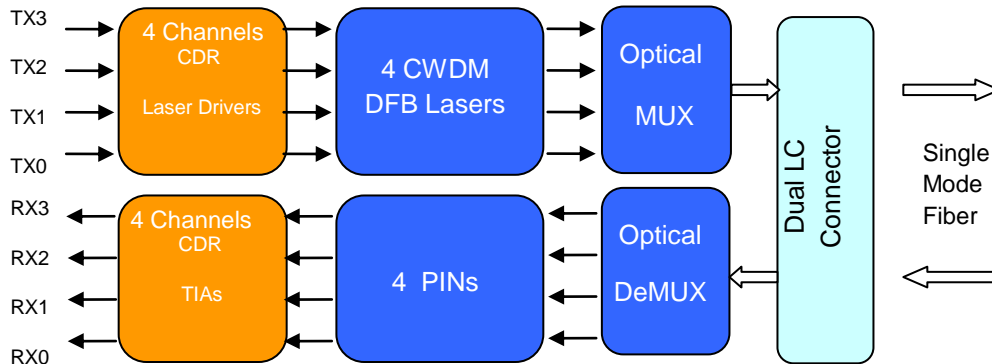 TX3
TX2
TX1
TX0
4 Channels
CDR
Laser Drivers
4 CWDM
DFB Lasers
Optical
MUX
Dual LC
Connector
Single
Mode
Fiber
RX3
RX2
RX1
RX0
4 Channels
CDR
TIAs
4 PINs
Optical
DeMUX